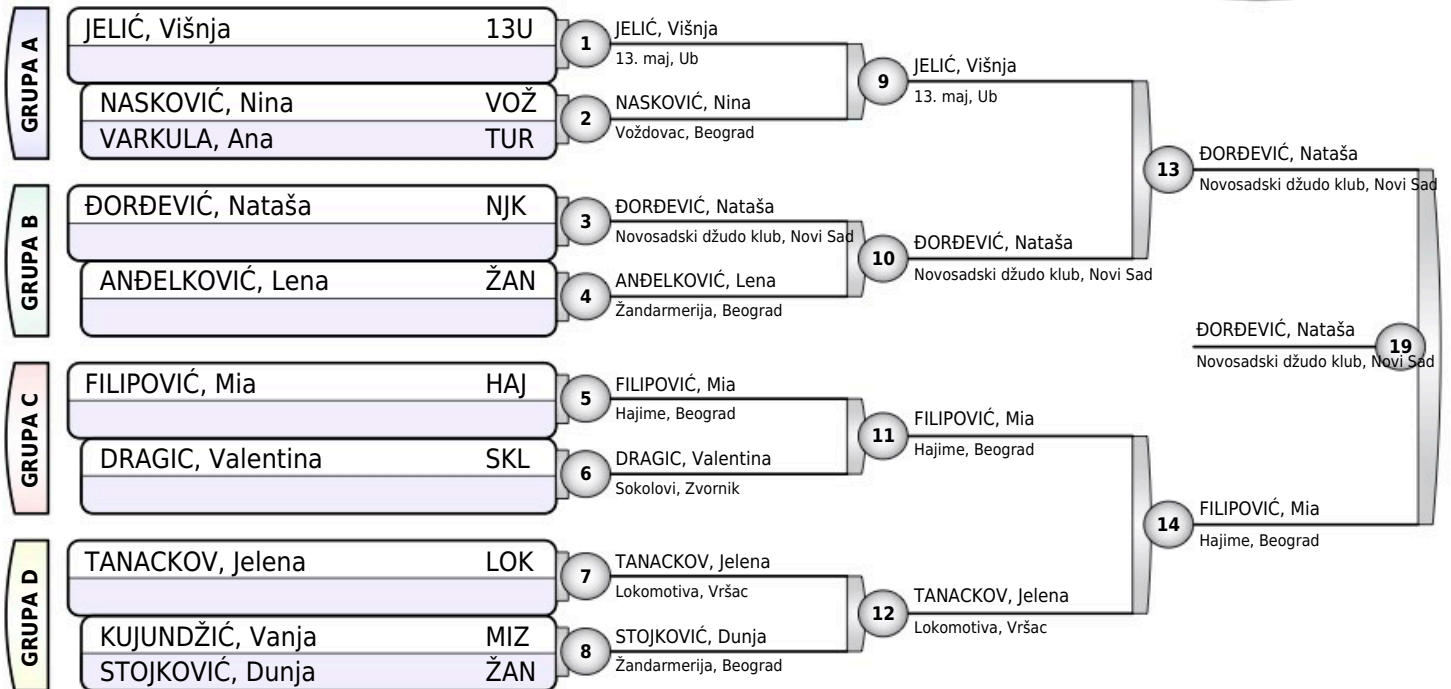 GRUPA A
JELIĆ, Višnja 13U
NASKOVIĆ, Nina VOŽ
VARKULA, Ana TUR
GRUPA B
ĐORĐEVIĆ, Nataša NJK
ANĐELKOVIĆ, Lena ŽAN
GRUPA C
FILIPOVIĆ, Mia HAJ
DRAGIC, Valentina SKL
GRUPA D
TANACKOV, Jelena LOK
KUJUNDŽIĆ, Vanja MIZ
STOJKOVIĆ, Dunja ŽAN
1
JELIĆ, Višnja
13. maj, Ub
2
NASKOVIĆ, Nina
Voždovac, Beograd
3
ĐORĐEVIĆ, Nataša
Novosadski džudo klub, Novi Sad
4
ANĐELKOVIĆ, Lena
Žandarmerija, Beograd
5
FILIPOVIĆ, Mia
Hajime, Beograd
6
DRAGIC, Valentina
Sokolovi, Zvornik
7
TANACKOV, Jelena
Lokomotiva, Vršac
8
STOJKOVIĆ, Dunja
Žandarmerija, Beograd
9
JELIĆ, Višnja
13. maj, Ub
10
ĐORĐEVIĆ, Nataša
Novosadski džudo klub, Novi Sad
11
FILIPOVIĆ, Mia
Hajime, Beograd
12
TANACKOV, Jelena
Lokomotiva, Vršac
13
ĐORĐEVIĆ, Nataša
Novosadski džudo klub, Novi Sad
14
FILIPOVIĆ, Mia
Hajime, Beograd
19
ĐORĐEVIĆ, Nataša
Novosadski džudo klub, Novi Sad